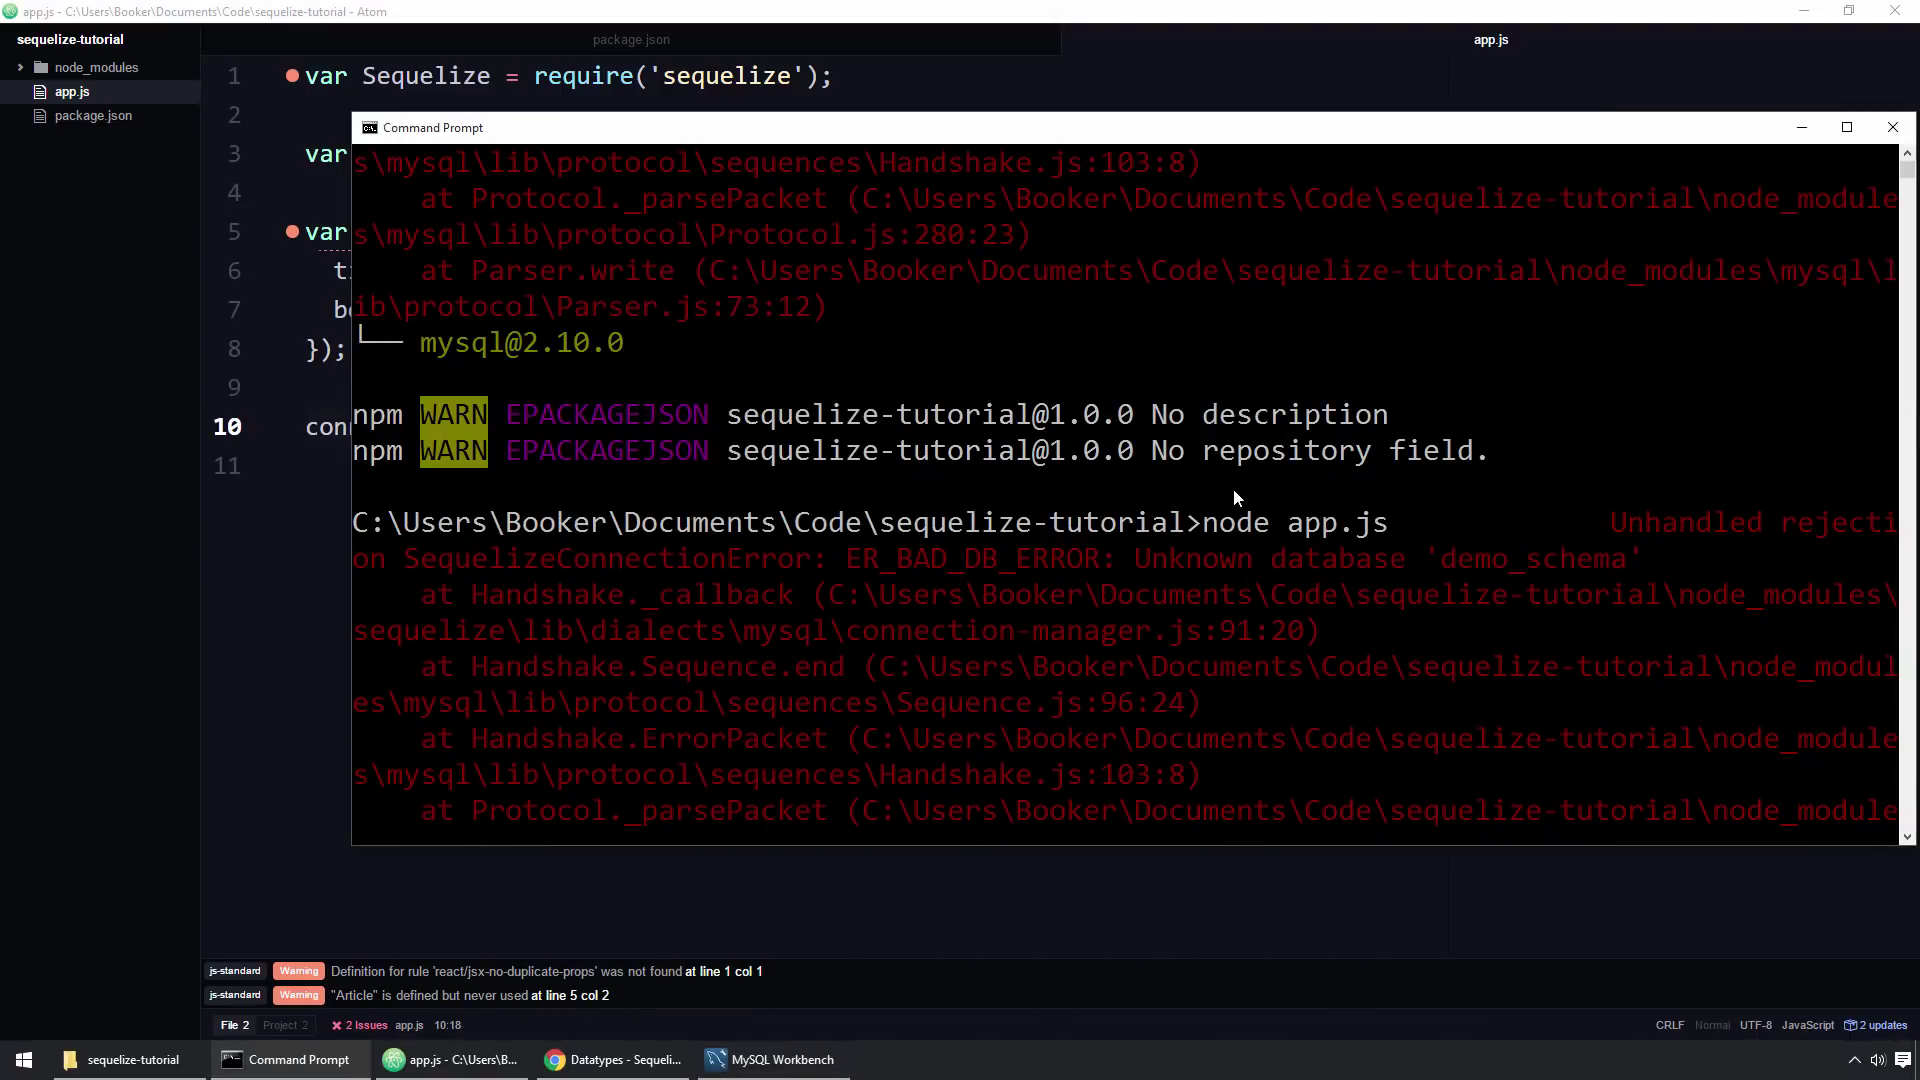 app.js - C:\Users\Booker\Documents\Code\sequelize-tutorial - Atom
sequelize-tutorial
package.json
app.js
node_modules
app.js
package.json
1 var Sequelize = require('sequelize');
2
3 var
4
5 var
6 ti
7 bo
8 });
9
10 con
11
Command Prompt
s\mysql\lib\protocol\sequences\Handshake.js:103:8)
at Protocol._parsePacket (C:\Users\Booker\Documents\Code\sequelize-tutorial\node_module
s\mysql\lib\protocol\Protocol.js:280:23)
at Parser.write (C:\Users\Booker\Documents\Code\sequelize-tutorial\node_modules\mysql\l
ib\protocol\Parser.js:73:12)
└── mysql@2.10.0
npm WARN EPACKAGEJSON sequelize-tutorial@1.0.0 No description
npm WARN EPACKAGEJSON sequelize-tutorial@1.0.0 No repository field.
C:\Users\Booker\Documents\Code\sequelize-tutorial>node app.js Unhandled rejecti
on SequelizeConnectionError: ER_BAD_DB_ERROR: Unknown database 'demo_schema'
at Handshake._callback (C:\Users\Booker\Documents\Code\sequelize-tutorial\node_modules\
sequelize\lib\dialects\mysql\connection-manager.js:91:20)
at Handshake.Sequence.end (C:\Users\Booker\Documents\Code\sequelize-tutorial\node_modul
es\mysql\lib\protocol\sequences\Sequence.js:96:24)
at Handshake.ErrorPacket (C:\Users\Booker\Documents\Code\sequelize-tutorial\node_module
s\mysql\lib\protocol\sequences\Handshake.js:103:8)
at Protocol._parsePacket (C:\Users\Booker\Documents\Code\sequelize-tutorial\node_module
js-standard Warning Definition for rule 'react/jsx-no-duplicate-props' was not found at line 1 col 1
js-standard Warning "Article" is defined but never used at line 5 col 2
File 2 Project 2 2 Issues app.js 10:18 CRLF Normal UTF-8 JavaScript 2 updates
sequelize-tutorial Command Prompt app.js - C:\Users\B... Datatypes - Sequeli... MySQL Workbench